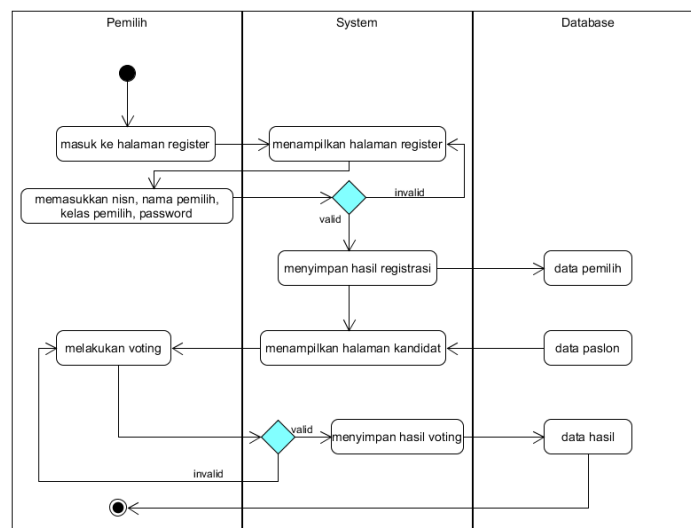 Pemilih
System
Database
masuk ke halaman register
menampilkan halaman register
memasukkan nisn, nama pemilih,
kelas pemilih, password
invalid
valid
menyimpan hasil registrasi
data pemilih
melakukan voting
menampilkan halaman kandidat
data paslon
valid
menyimpan hasil voting
data hasil
invalid